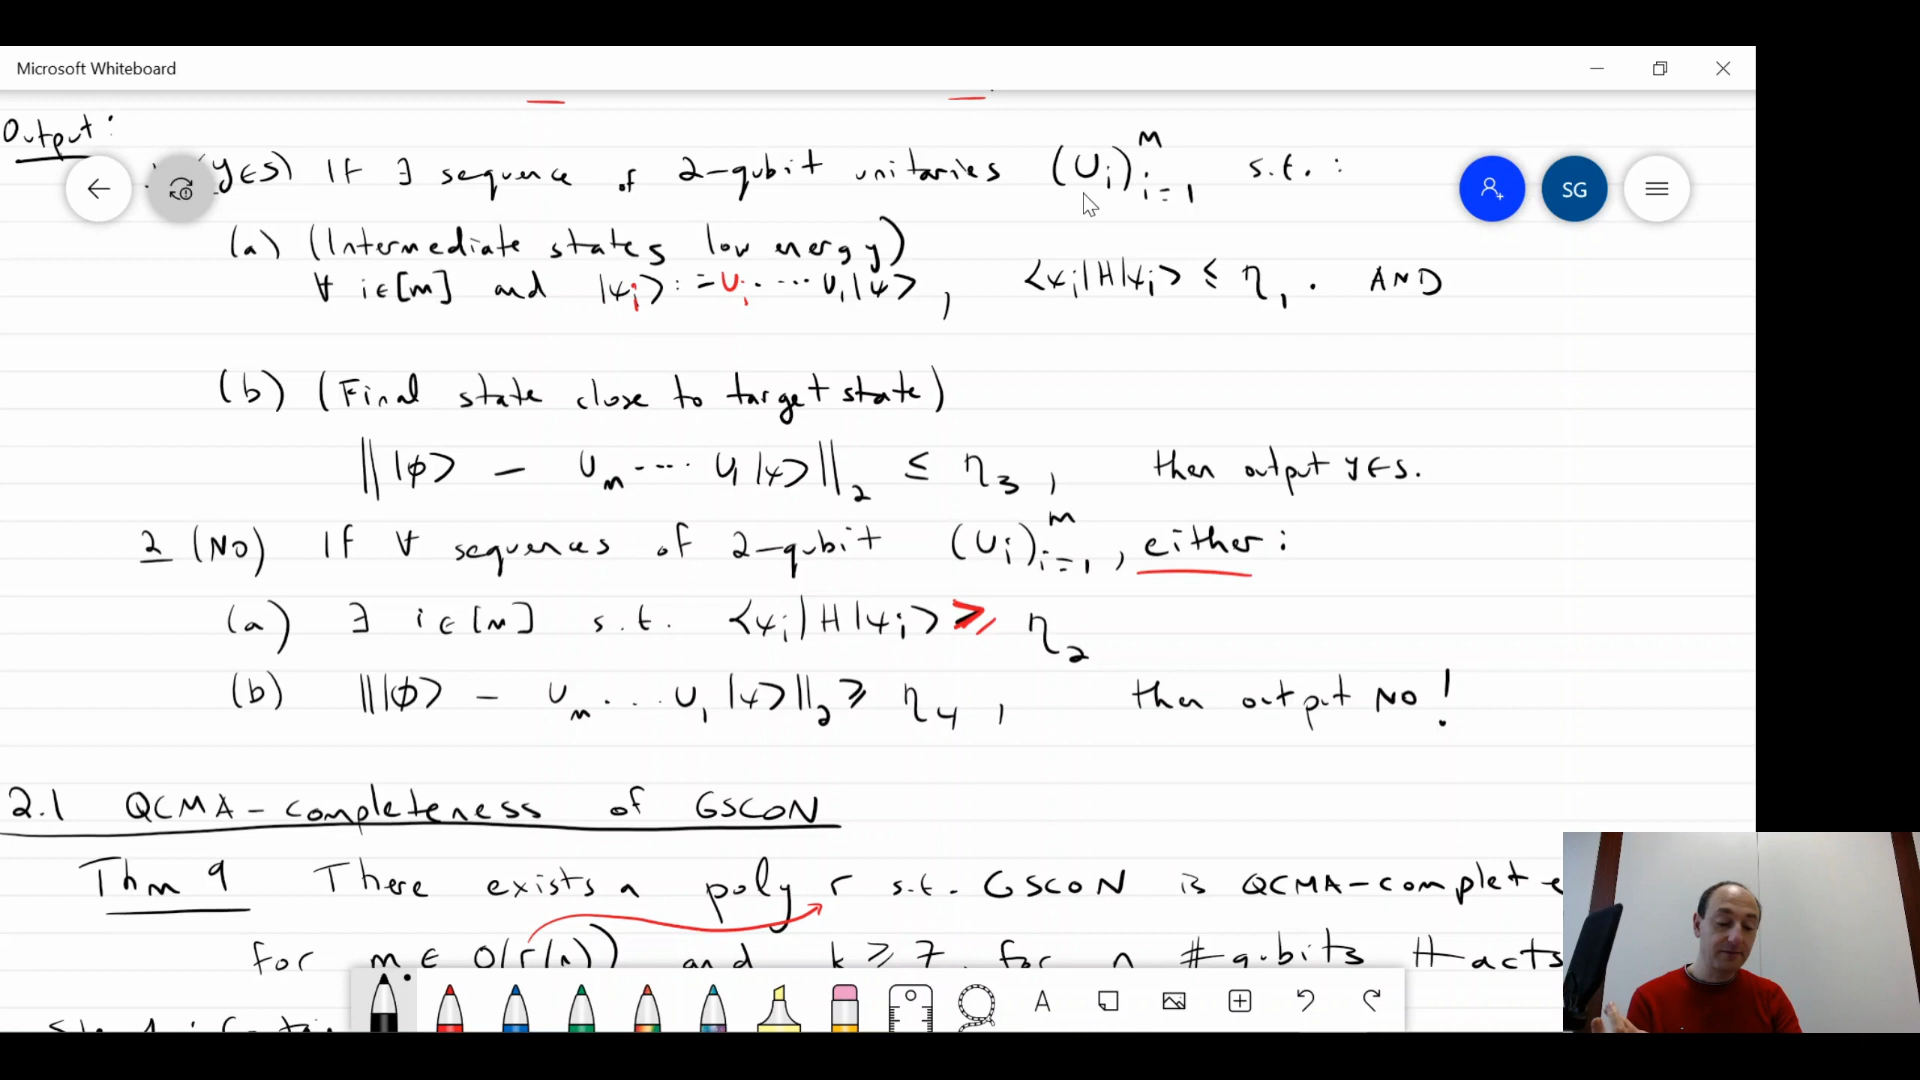 Microsoft Whiteboard
Output:
(YES) If ∃ sequence of 2-qubit unitaries (U_i)_{i=1}^m s.t.:
SG
(a) (Intermediate states low energy)
∀ i∈[m] and |ψ_i⟩ := U_i ⋯ U_1|ψ⟩, ⟨ψ_i|H|ψ_i⟩ ≤ η_1. AND
(b) (Final state close to target state)
‖|φ⟩ − U_m ⋯ U_1|ψ⟩‖_2 ≤ η_3, then output YES.
2 (NO) If ∀ sequences of 2-qubit (U_i)_{i=1}^m, either:
(a) ∃ i∈[m] s.t. ⟨ψ_i|H|ψ_i⟩ ≥ η_2
(b) ‖|φ⟩ − U_m ... U_1|ψ⟩‖_2 ≥ η_4, then output NO!
2.1 QCMA-completeness of GSCON
Thm 9 There exists a poly r s.t. GSCON is QCMA-complete
for m ∈ O(r(n)) and k ≥ 7, for n #qubits H acts